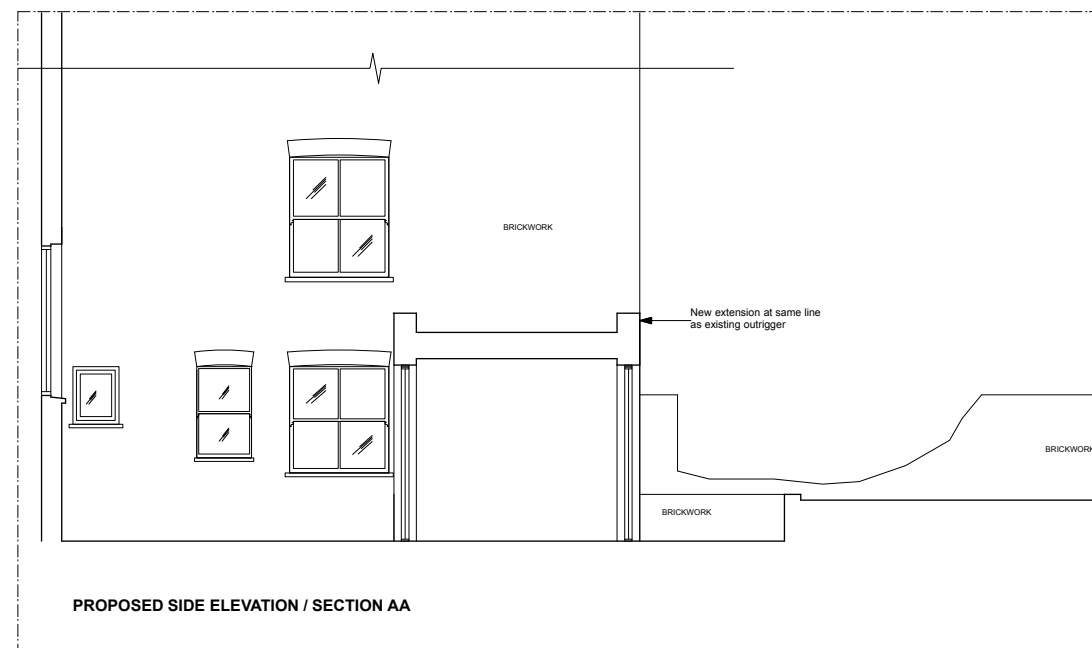 BRICKWORK
New extension at same line
as existing outrigger
BRICKWORK
BRICKWORK
PROPOSED SIDE ELEVATION / SECTION AA